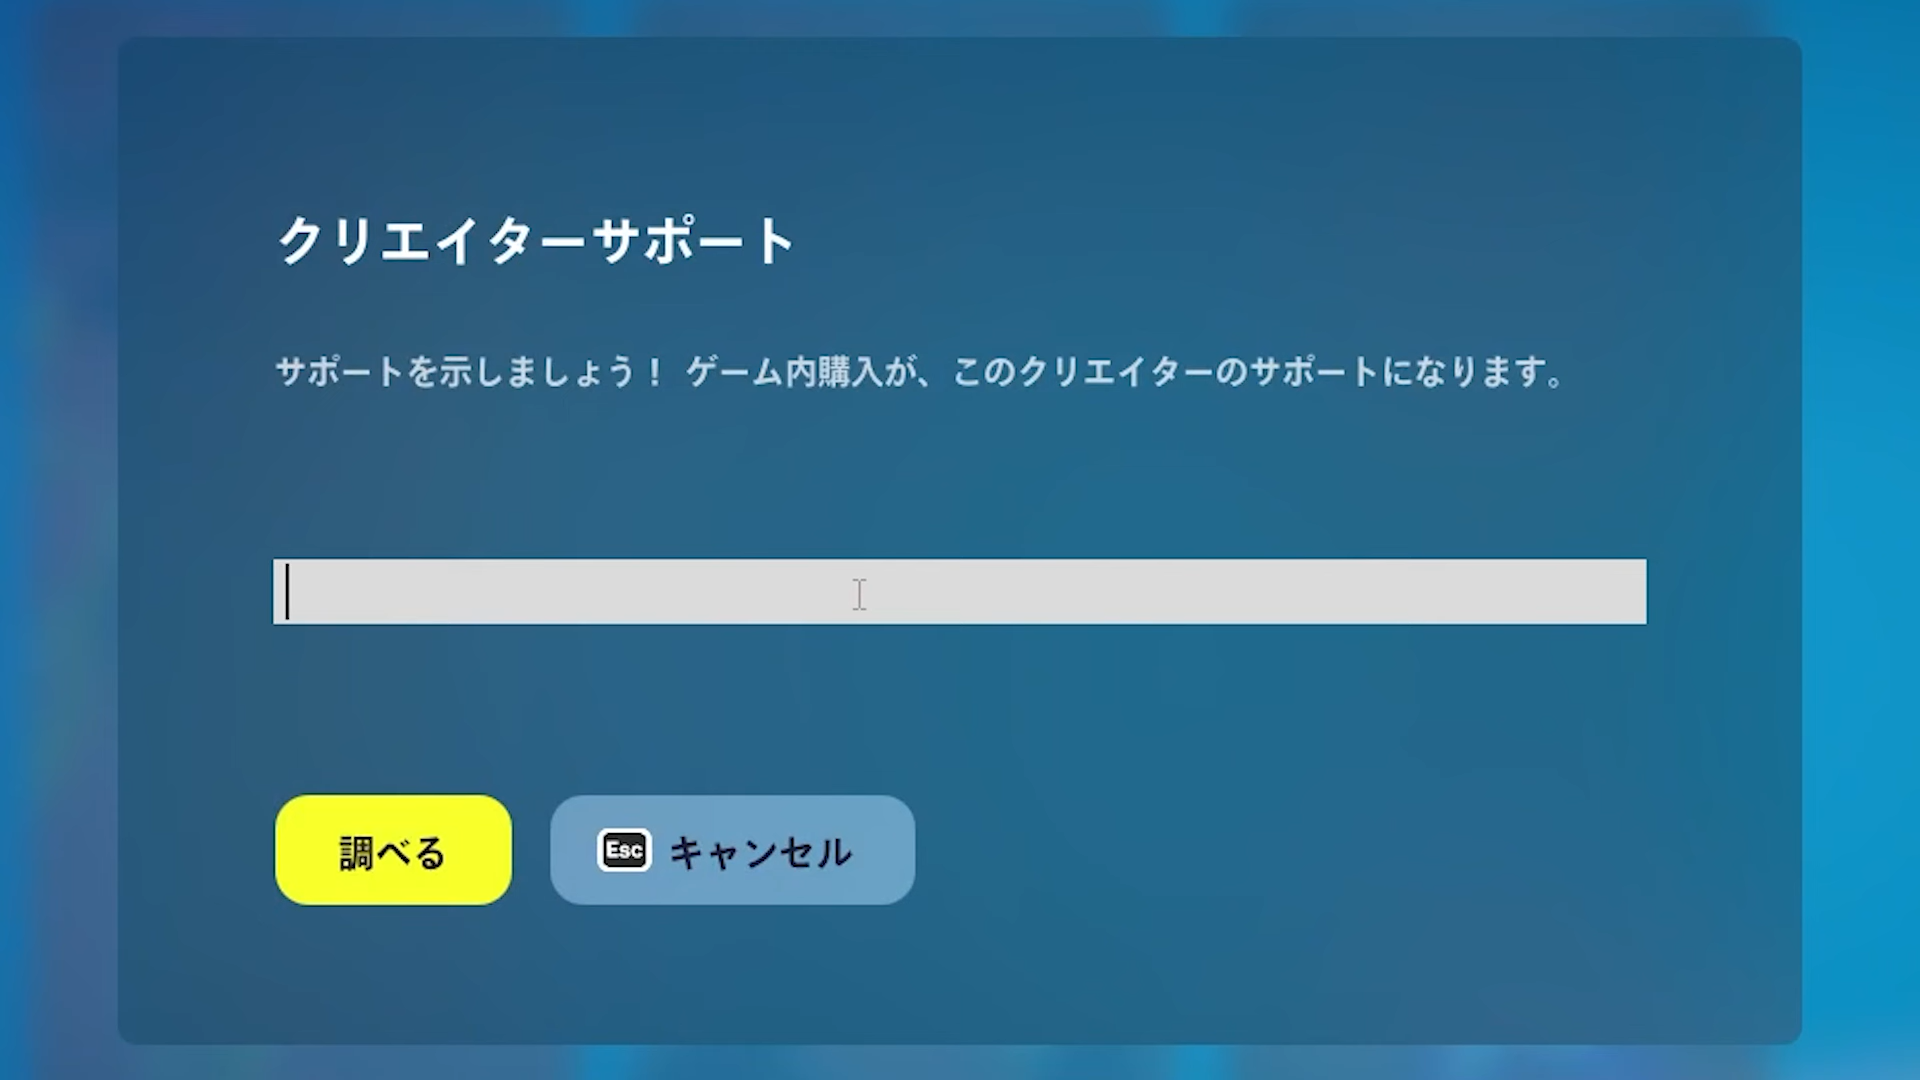 クリエイターサポート
サポートを示しましょう！ ゲーム内購入が、このクリエイターのサポートになります。
調べる
Esc キャンセル